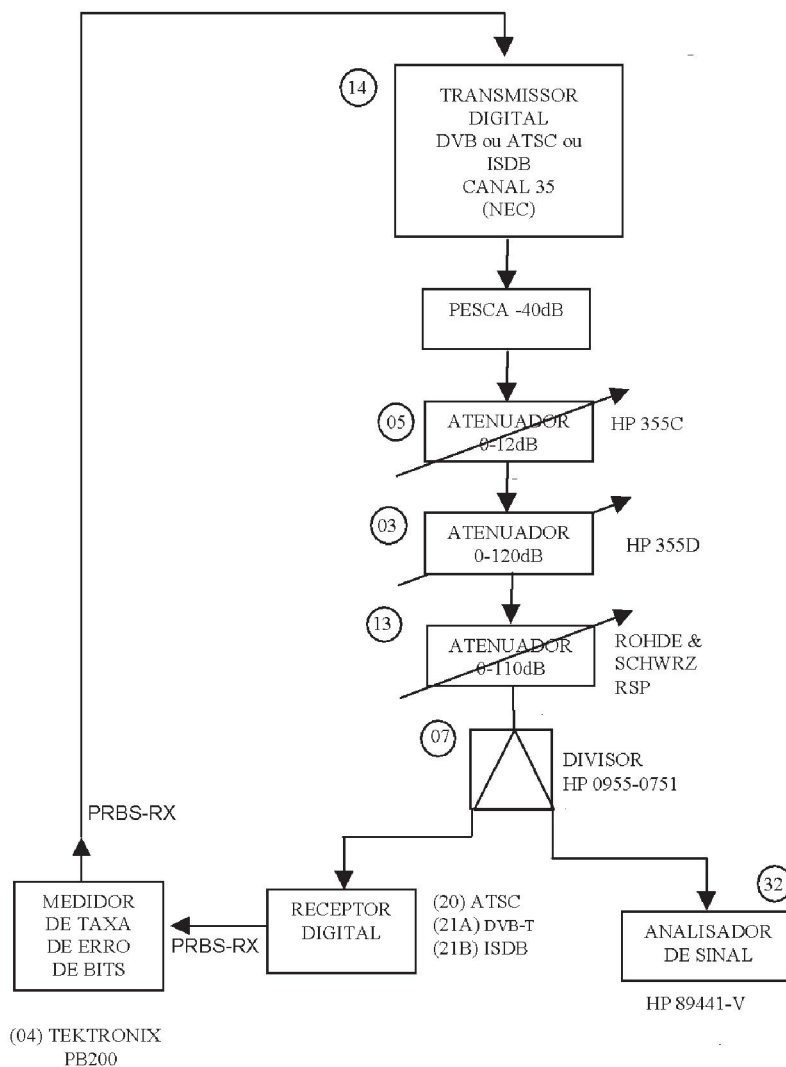 14
TRANSMISSOR
DIGITAL
DVB ou ATSC ou
ISDB
CANAL 35
(NEC)
PESCA -40dB
05
ATENUADOR
0-12dB
HP 355C
03
ATENUADOR
0-120dB
HP 355D
13
ATENUADOR
0-110dB
ROHDE &
SCHWRZ
RSP
07
DIVISOR
HP 0955-0751
PRBS-RX
MEDIDOR
DE TAXA
DE ERRO
DE BITS
PRBS-RX
RECEPTOR
DIGITAL
(20) ATSC
(21A) DVB-T
(21B) ISDB
32
ANALISADOR
DE SINAL
HP 89441-V
(04) TEKTRONIX
PB200